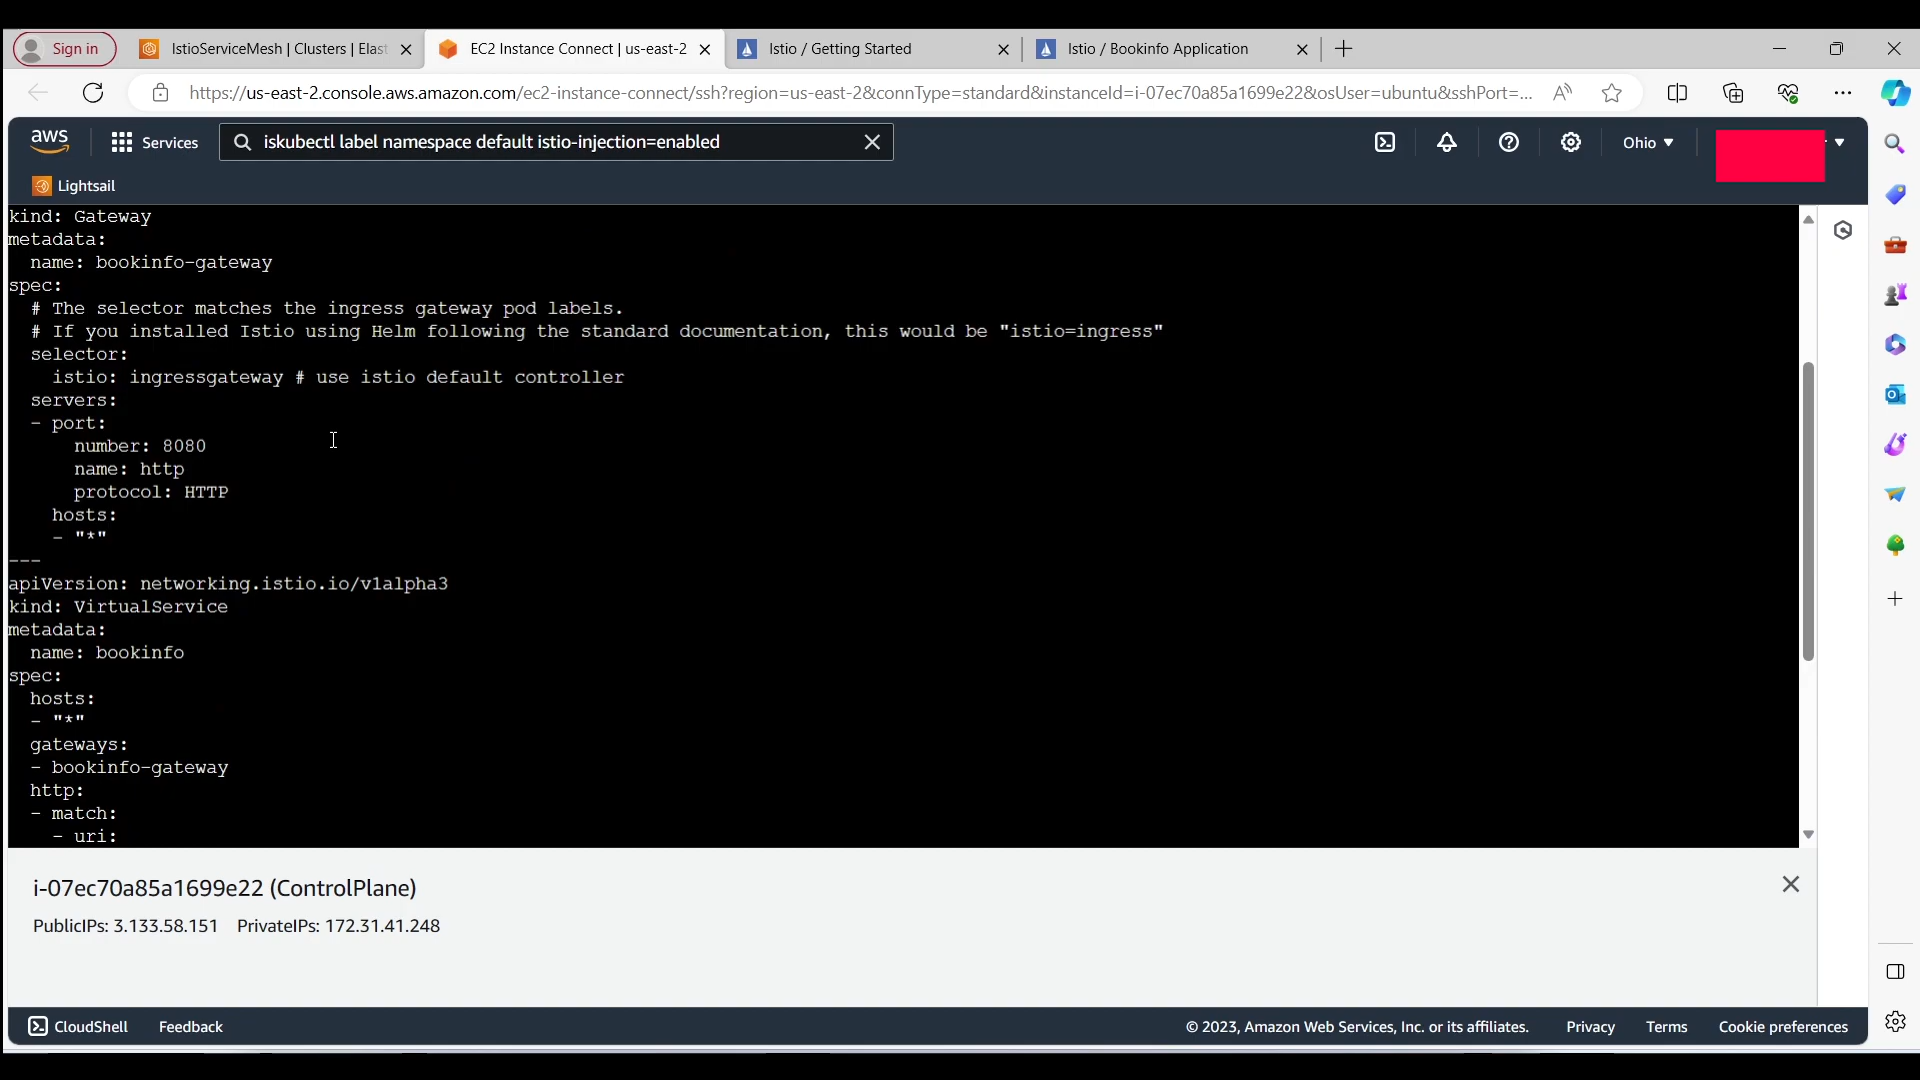 Sign in
IstioServiceMesh | Clusters | Elast
EC2 Instance Connect | us-east-2
Istio / Getting Started
Istio / Bookinfo Application
https://us-east-2.console.aws.amazon.com/ec2-instance-connect/ssh?region=us-east-2&connType=standard&instanceId=i-07ec70a85a1699e22&osUser=ubuntu&sshPort=...
aws
Services
iskubectl label namespace default istio-injection=enabled
Ohio
Lightsail
kind: Gateway
metadata:
  name: bookinfo-gateway
spec:
  # The selector matches the ingress gateway pod labels.
  # If you installed Istio using Helm following the standard documentation, this would be "istio=ingress"
  selector:
    istio: ingressgateway # use istio default controller
  servers:
  - port:
      number: 8080
      name: http
      protocol: HTTP
    hosts:
    - "*"
---
apiVersion: networking.istio.io/v1alpha3
kind: VirtualService
metadata:
  name: bookinfo
spec:
  hosts:
  - "*"
  gateways:
  - bookinfo-gateway
  http:
  - match:
    - uri:
i-07ec70a85a1699e22 (ControlPlane)
PublicIPs: 3.133.58.151 PrivateIPs: 172.31.41.248
CloudShell
Feedback
© 2023, Amazon Web Services, Inc. or its affiliates.
Privacy
Terms
Cookie preferences